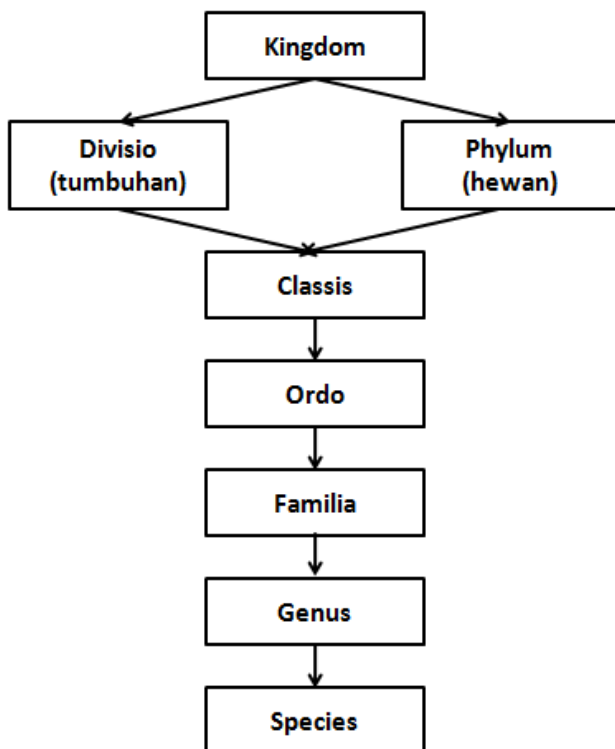 Kingdom
Divisio
(tumbuhan)
Phylum
(hewan)
Classis
Ordo
Familia
Genus
Species